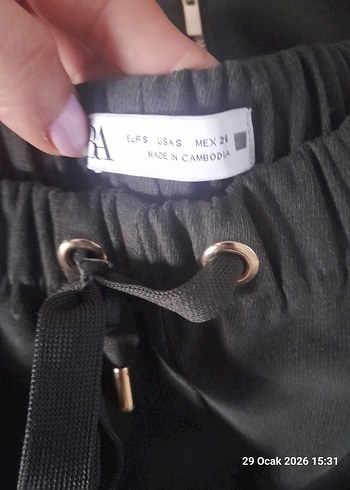 RA
EUR S USA S MEX 26
MADE IN CAMBODIA
29 Ocak 2026 15:31